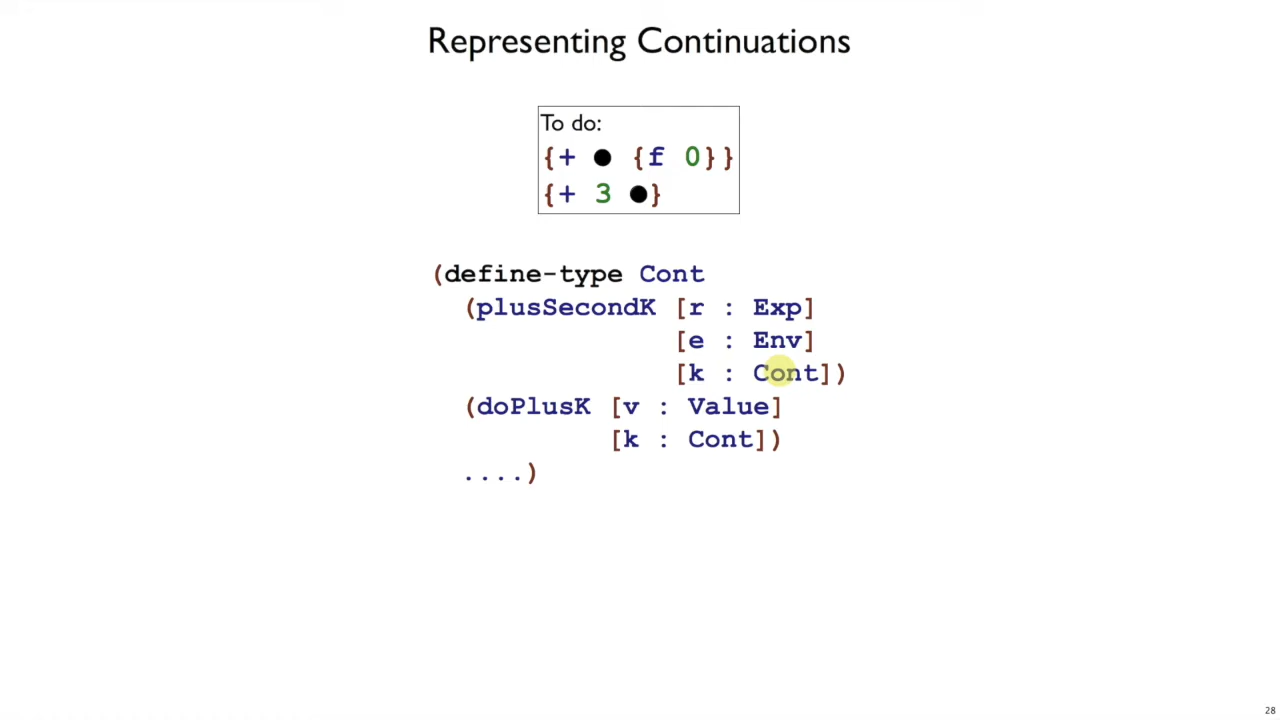 Representing Continuations
To do:
{+ ● {f 0}}
{+ 3 ●}
(define-type Cont
(plusSecondK [r : Exp]
[e : Env]
[k : Cont])
(doPlusK [v : Value]
[k : Cont])
....)
28